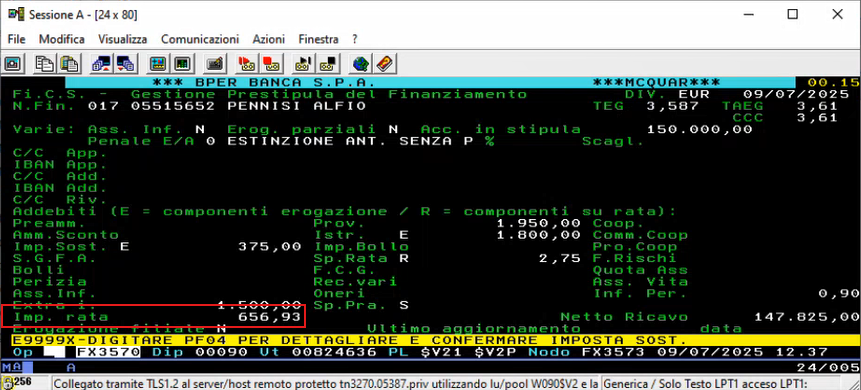 Sessione A - [24 x 80]
File Modifica Visualizza Comunicazioni Azioni Finestra ?
*** BPER BANCA S.P.A. ***MCQUAR*** 00.15
Fi.C.S. - Gestione Prestipula del Finanziamento DIV. EUR 09/07/2025
N.Fin. 017 05515652 PENNISI ALFIO TEG 3,587 TAEG 3,61
CCC 3,61
Varie: Ass. Inf. N Erog. parziali N Acc. in stipula 150.000,00
Penale E/A 0 ESTINZIONE ANT. SENZA P % Scagl.
C/C App.
IBAN App.
C/C Add.
IBAN Add.
C/C Riv.
Addebiti (E = componenti erogazione / R = componenti su rata):
Preamm. Prov. 1.950,00 Coop.
Amm.Sconto Istr. E 1.800,00 Comm.Coop
Imp.Sost. E 375,00 Imp.Bollo Pro.Coop
S.G.F.A. Sp.Rata R 2,75 F.Rischi
Bolli F.C.G. Quota Ass
Perizia Rec.vari Ass. Vita
Ass.Inf. Oneri Inf. Per. 0,90
Extra i. 1.500,00 Sp.Pra. S
Imp. rata 656,93 Netto Ricavo 147.825,00
Erogazione filiale N Ultimo aggiornamento data
E9999X-DIGITARE PF04 PER DETTAGLIARE E CONFERMARE IMPOSTA SOST.
Op FX3570 Dip 00090 Ut 00824636 PL $V21 $V2P Nodo FX3573 09/07/2025 12.37
MA A 24/005
256 Collegato tramite TLS1.2 al server/host remoto protetto tn3270.05387.priv utilizzando lu/pool W090$V2 e la Generica / Solo Testo LPT1 acceso LPT1: